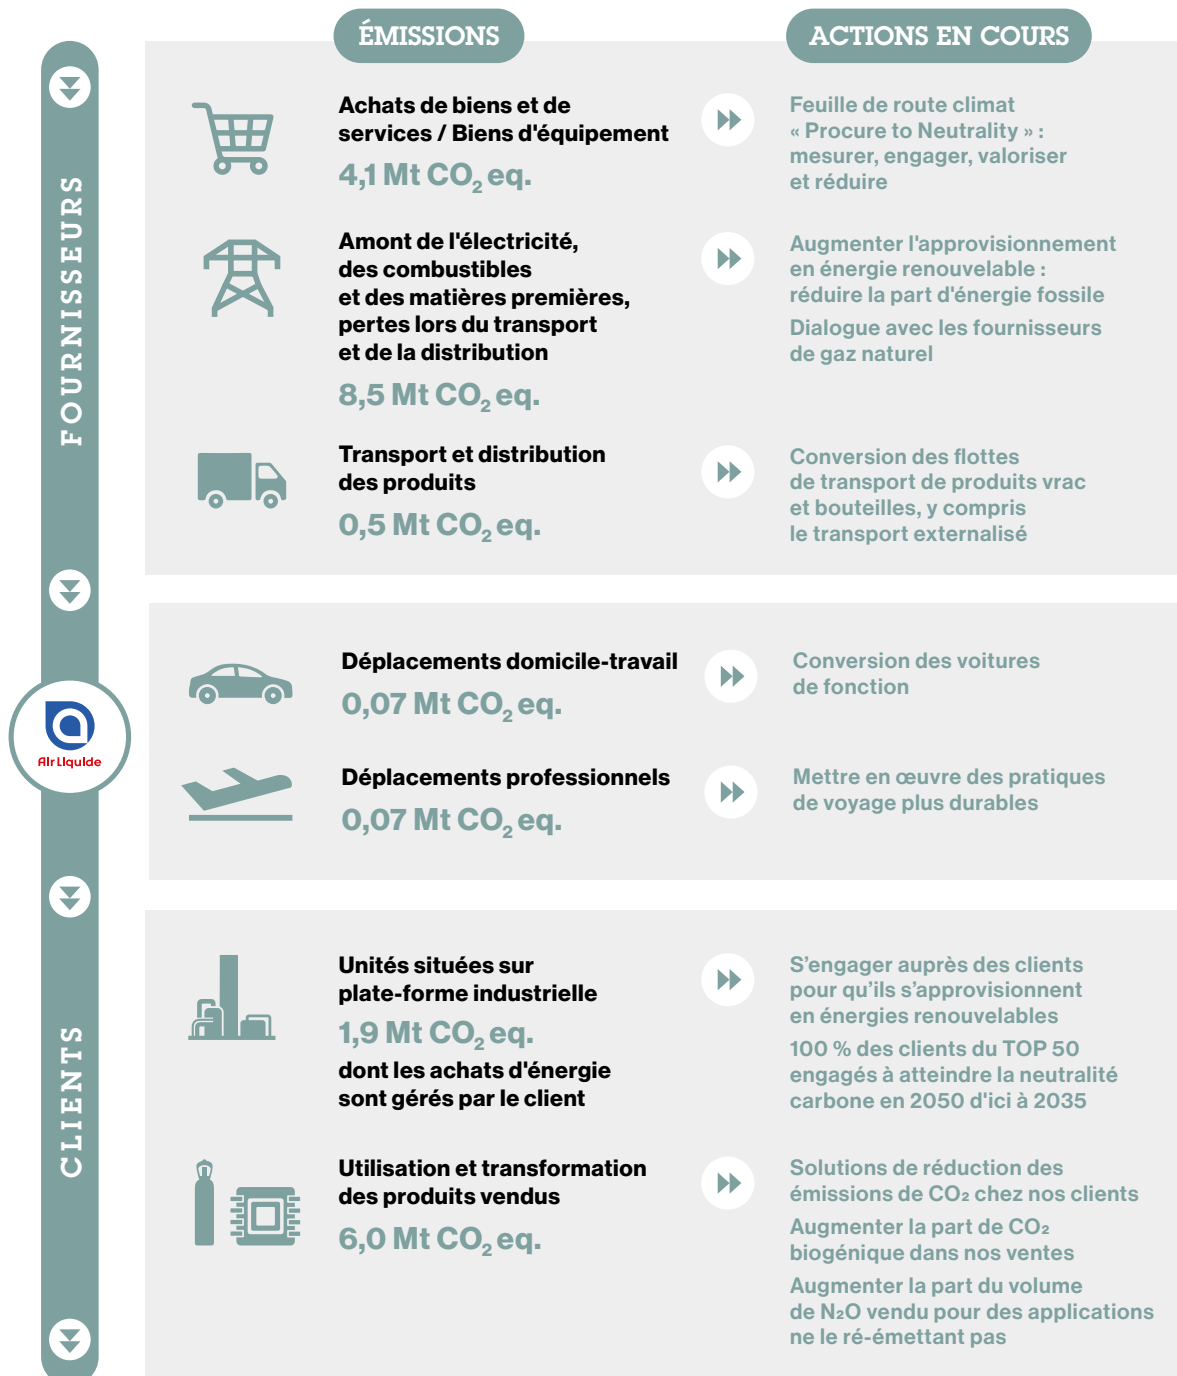 ÉMISSIONS
ACTIONS EN COURS
FOURNISSEURS
Achats de biens et de
services / Biens d'équipement
4,1 Mt CO₂ eq.
Feuille de route climat
« Procure to Neutrality » :
mesurer, engager, valoriser
et réduire
Amont de l'électricité,
des combustibles
et des matières premières,
pertes lors du transport
et de la distribution
8,5 Mt CO₂ eq.
Augmenter l'approvisionnement
en énergie renouvelable :
réduire la part d'énergie fossile
Dialogue avec les fournisseurs
de gaz naturel
Transport et distribution
des produits
0,5 Mt CO₂ eq.
Conversion des flottes
de transport de produits vrac
et bouteilles, y compris
le transport externalisé
Air Liquide
Déplacements domicile-travail
0,07 Mt CO₂ eq.
Conversion des voitures
de fonction
Déplacements professionnels
0,07 Mt CO₂ eq.
Mettre en œuvre des pratiques
de voyage plus durables
CLIENTS
Unités situées sur
plate-forme industrielle
1,9 Mt CO₂ eq.
dont les achats d'énergie
sont gérés par le client
S’engager auprès des clients
pour qu’ils s’approvisionnent
en énergies renouvelables
100 % des clients du TOP 50
engagés à atteindre la neutralité
carbone en 2050 d'ici à 2035
Utilisation et transformation
des produits vendus
6,0 Mt CO₂ eq.
Solutions de réduction des
émissions de CO₂ chez nos clients
Augmenter la part de CO₂
biogénique dans nos ventes
Augmenter la part du volume
de N₂O vendu pour des applications
ne le ré-émettant pas